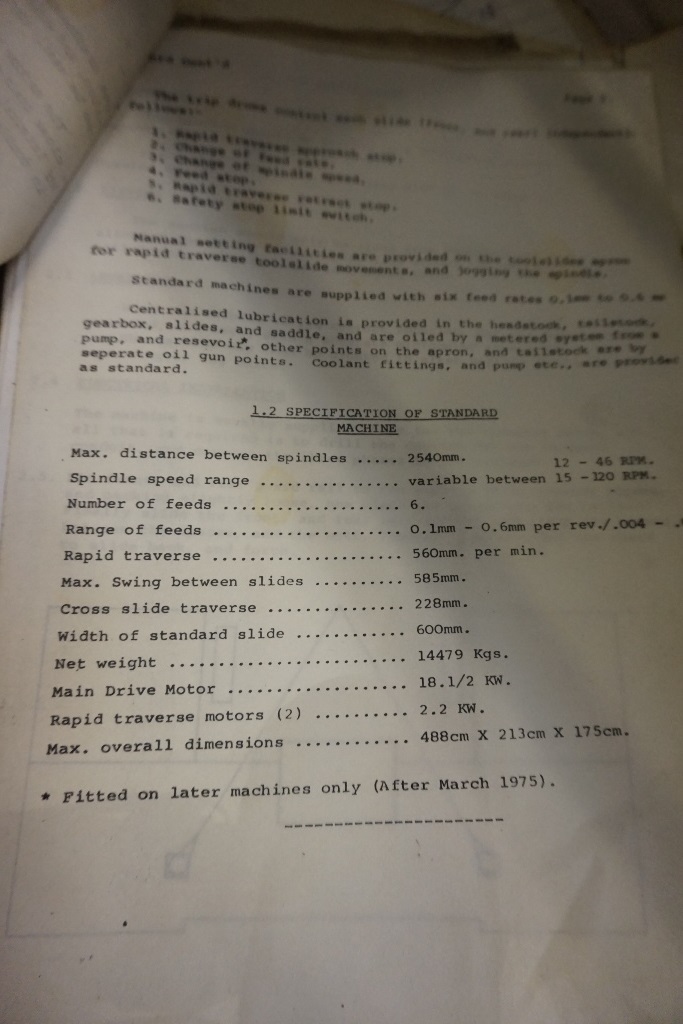 The trip drums control each slide
follows:-
1. Rapid traverse approach stop.
2. Change of feed rate.
3. Change of spindle speed.
4. Feed stop.
5. Rapid traverse retract stop.
6. Safety stop limit switch.
Manual setting facilities are provided on the toolslides apron
for rapid traverse toolslide movements, and jogging the spindle.
Standard machines are supplied with six feed rates 0.1mm to 0.6 mm
Centralised lubrication is provided in the headstock, tailstock,
gearbox, slides, and saddle, and are oiled by a metered system from a
pump, and resevoir*, other points on the apron, and tailstock are by
seperate oil gun points. Coolant fittings, and pump etc., are provided
as standard.
1.2 SPECIFICATION OF STANDARD
MACHINE
Max. distance between spindles ..... 2540mm.
12 - 46 RPM.
Spindle speed range ................ variable between 15 -120 RPM.
Number of feeds .................... 6.
Range of feeds ..................... 0.1mm - 0.6mm per rev./.004 - .
Rapid traverse ..................... 560mm. per min.
Max. Swing between slides .......... 585mm.
Cross slide traverse ............... 228mm.
Width of standard slide ............ 600mm.
Net weight ......................... 14479 Kgs.
Main Drive Motor ................... 18.1/2 KW.
Rapid traverse motors (2) .......... 2.2 KW.
Max. overall dimensions ............ 488cm X 213cm X 175cm.
* Fitted on later machines only (After March 1975).